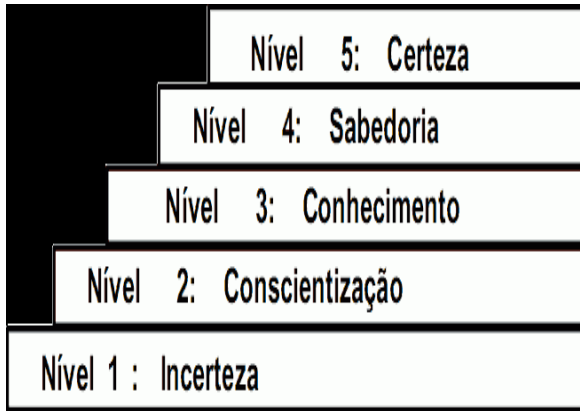 Nível 5: Certeza
Nível 4: Sabedoria
Nível 3: Conhecimento
Nível 2: Conscientização
Nível 1 : Incerteza